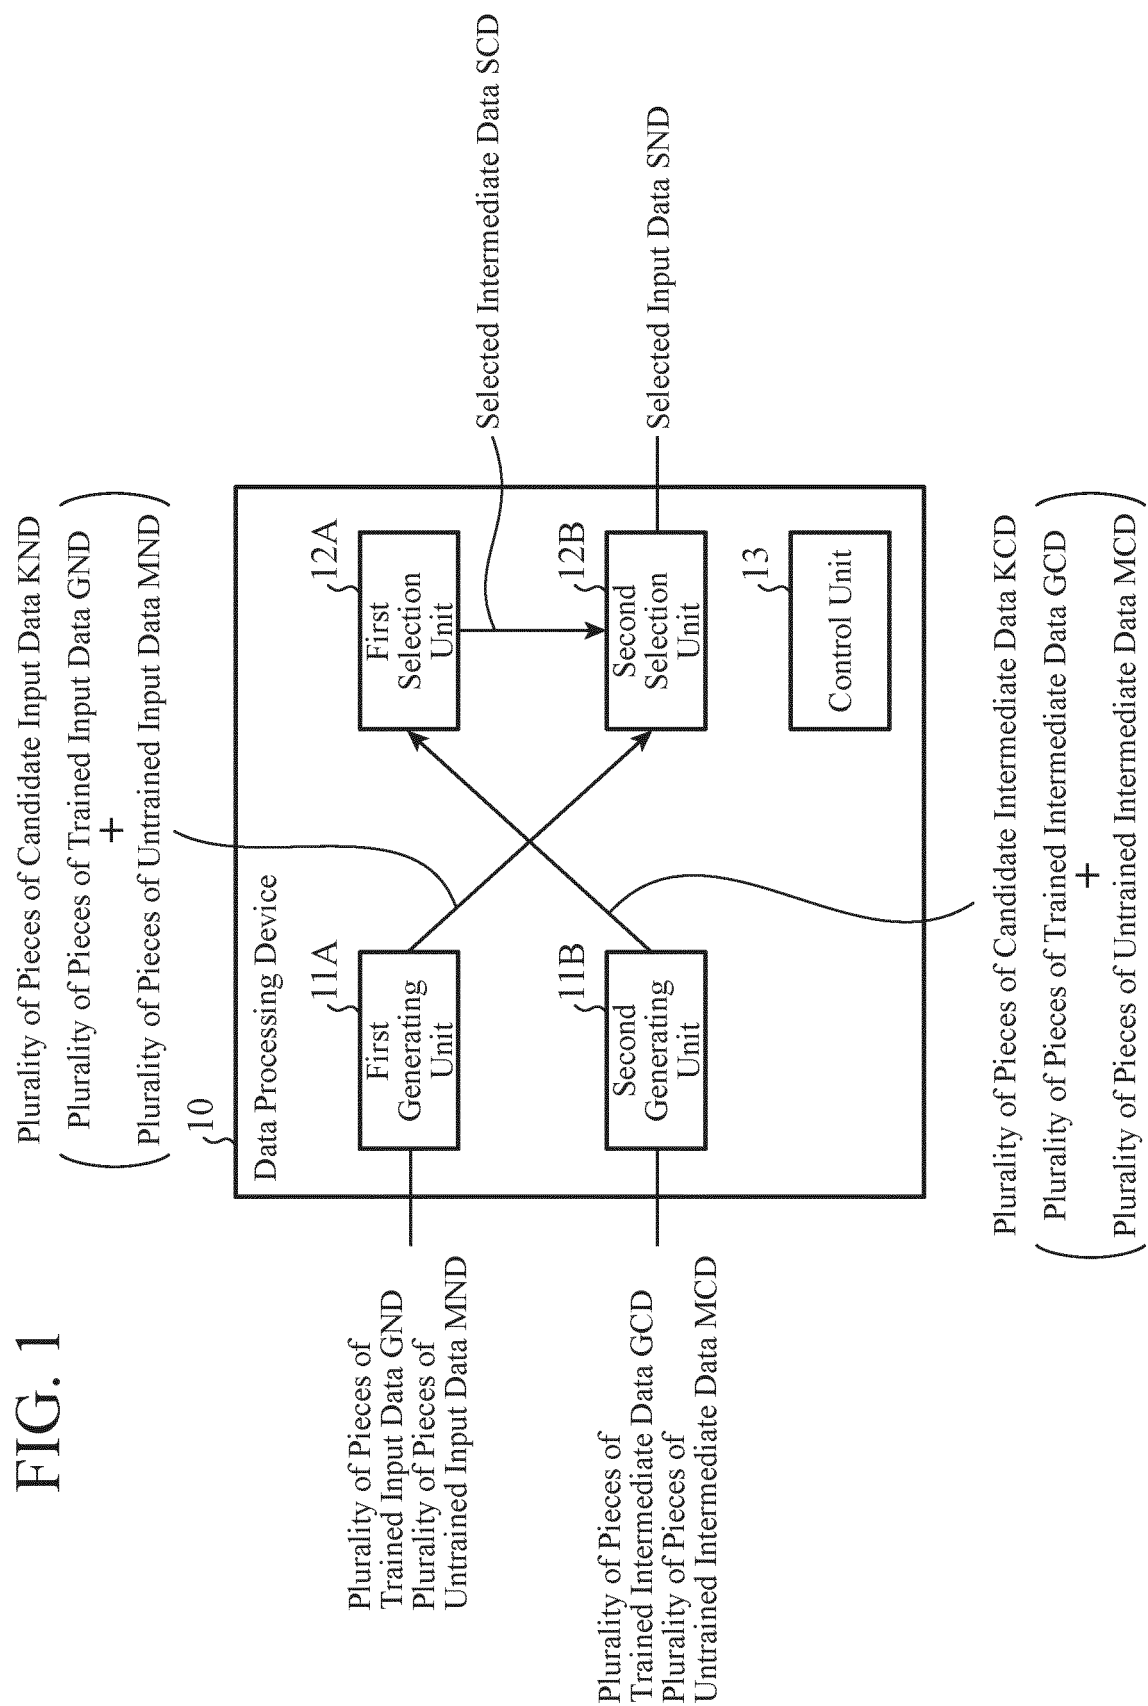 FIG. 1
Plurality of Pieces of Candidate Input Data KND
Plurality of Pieces of Trained Input Data GND
+
Plurality of Pieces of Untrained Input Data MND
10
Data Processing Device
Plurality of Pieces of
Trained Input Data GND
Plurality of Pieces of
Untrained Input Data MND
11A
First
Generating
Unit
12A
First
Selection
Unit
Selected Intermediate Data SCD
Plurality of Pieces of
Trained Intermediate Data GCD
Plurality of Pieces of
Untrained Intermediate Data MCD
11B
Second
Generating
Unit
12B
Second
Selection
Unit
Selected Input Data SND
13
Control Unit
Plurality of Pieces of Candidate Intermediate Data KCD
Plurality of Pieces of Trained Intermediate Data GCD
+
Plurality of Pieces of Untrained Intermediate Data MCD